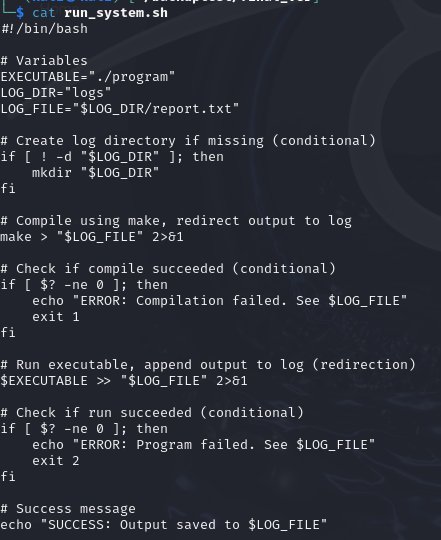 $ cat run_system.sh
#!/bin/bash

# Variables
EXECUTABLE="./program"
LOG_DIR="logs"
LOG_FILE="$LOG_DIR/report.txt"

# Create log directory if missing (conditional)
if [ ! -d "$LOG_DIR" ]; then
    mkdir "$LOG_DIR"
fi

# Compile using make, redirect output to log
make > "$LOG_FILE" 2>&1

# Check if compile succeeded (conditional)
if [ $? -ne 0 ]; then
    echo "ERROR: Compilation failed. See $LOG_FILE"
    exit 1
fi

# Run executable, append output to log (redirection)
$EXECUTABLE >> "$LOG_FILE" 2>&1

# Check if run succeeded (conditional)
if [ $? -ne 0 ]; then
    echo "ERROR: Program failed. See $LOG_FILE"
    exit 2
fi

# Success message
echo "SUCCESS: Output saved to $LOG_FILE"